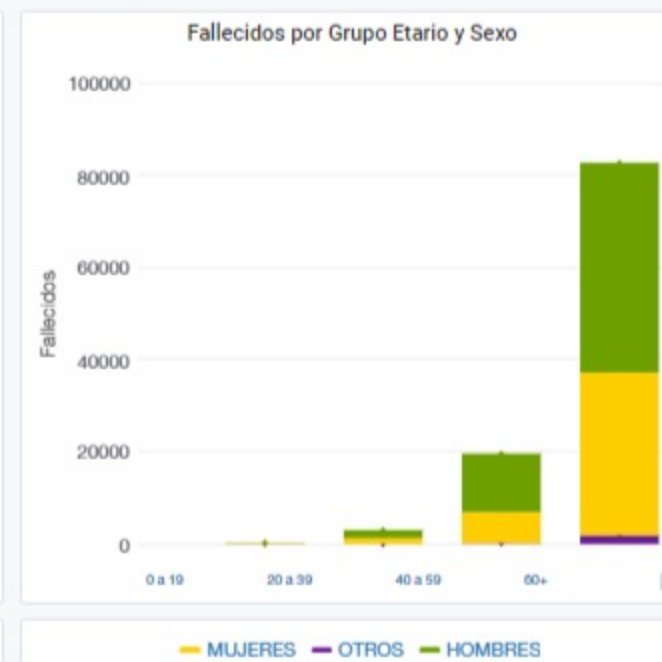 Fallecidos por Grupo Etario y Sexo
100000
80000
60000
40000
20000
0
Fallecidos
0 a 19 20 a 39 40 a 59 60+
MUJERES OTROS HOMBRES